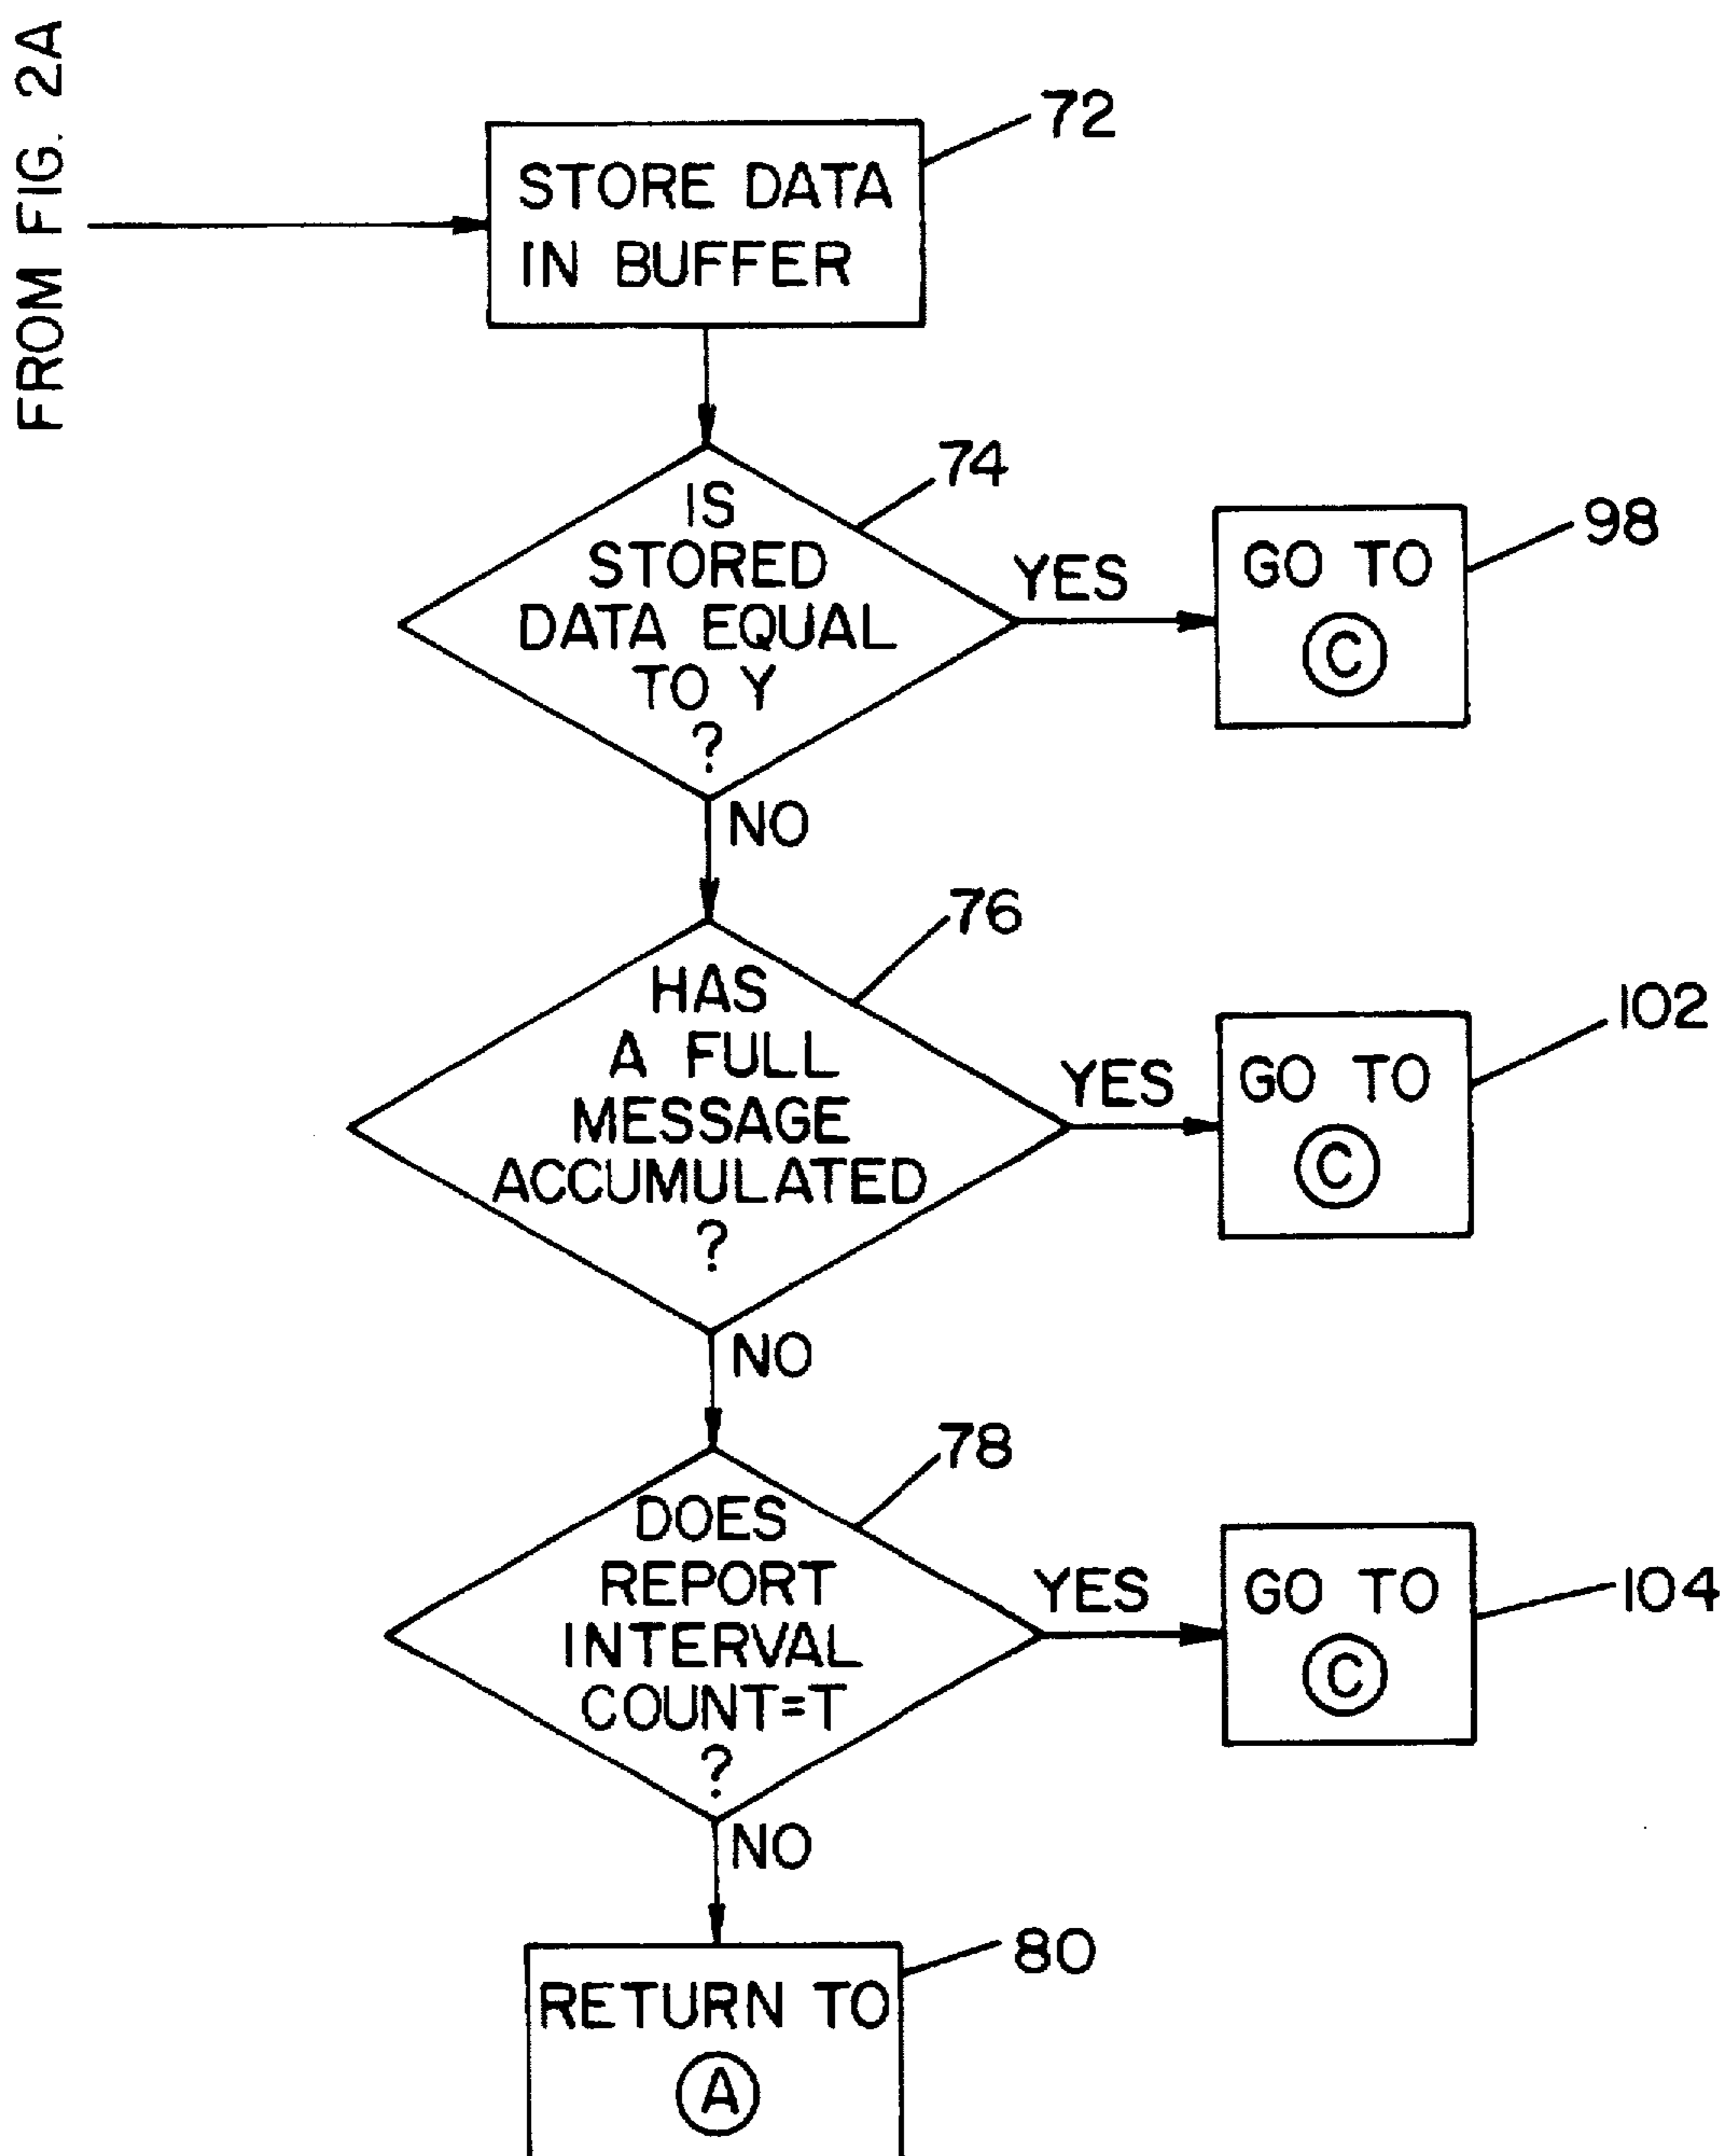 FROM FIG. 2A
72
STORE DATA
IN BUFFER
74
IS
STORED
DATA EQUAL
TO Y
?
YES
98
GO TO
C
NO
76
HAS
A FULL
MESSAGE
ACCUMULATED
?
YES
102
GO TO
C
NO
78
DOES
REPORT
INTERVAL
COUNT=T
?
YES
104
GO TO
C
NO
80
RETURN TO
A